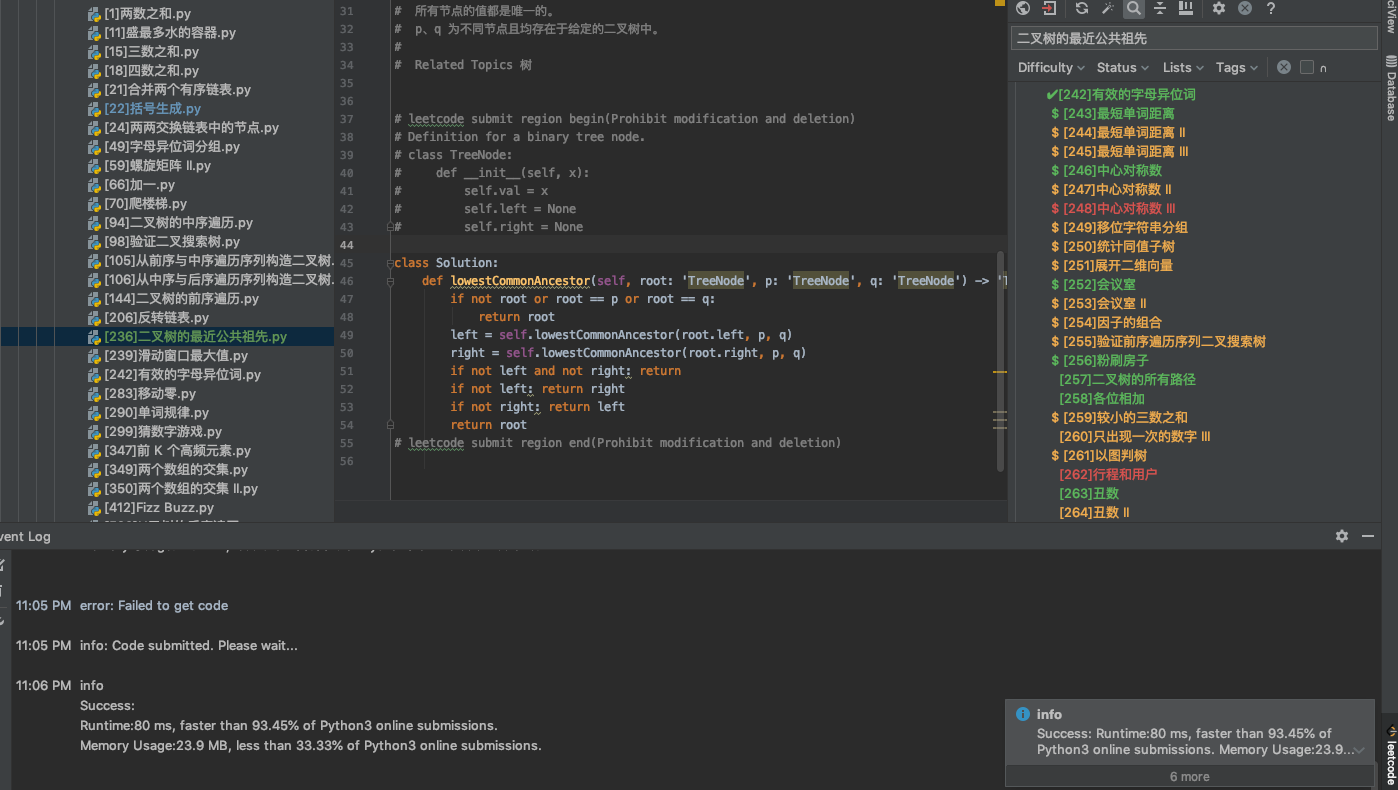 [1]两数之和.py
[11]盛最多水的容器.py
[15]三数之和.py
[18]四数之和.py
[21]合并两个有序链表.py
[22]括号生成.py
[24]两两交换链表中的节点.py
[49]字母异位词分组.py
[59]螺旋矩阵 II.py
[66]加一.py
[70]爬楼梯.py
[94]二叉树的中序遍历.py
[98]验证二叉搜索树.py
[105]从前序与中序遍历序列构造二叉树.
[106]从中序与后序遍历序列构造二叉树.
[144]二叉树的前序遍历.py
[206]反转链表.py
[236]二叉树的最近公共祖先.py
[239]滑动窗口最大值.py
[242]有效的字母异位词.py
[283]移动零.py
[290]单词规律.py
[299]猜数字游戏.py
[347]前 K 个高频元素.py
[349]两个数组的交集.py
[350]两个数组的交集 II.py
[412]Fizz Buzz.py
31 # 所有节点的值都是唯一的。
32 # p、q 为不同节点且均存在于给定的二叉树中。
33 #
34 # Related Topics 树
35
36
37 # leetcode submit region begin(Prohibit modification and deletion)
38 # Definition for a binary tree node.
39 # class TreeNode:
40 #     def __init__(self, x):
41 #         self.val = x
42 #         self.left = None
43 #         self.right = None
44
45 class Solution:
46     def lowestCommonAncestor(self, root: 'TreeNode', p: 'TreeNode', q: 'TreeNode') -> 'T
47         if not root or root == p or root == q:
48             return root
49         left = self.lowestCommonAncestor(root.left, p, q)
50         right = self.lowestCommonAncestor(root.right, p, q)
51         if not left and not right: return
52         if not left: return right
53         if not right: return left
54         return root
55 # leetcode submit region end(Prohibit modification and deletion)
56
二叉树的最近公共祖先
Difficulty Status Lists Tags
✔[242]有效的字母异位词
$ [243]最短单词距离
$ [244]最短单词距离 II
$ [245]最短单词距离 III
$ [246]中心对称数
$ [247]中心对称数 II
$ [248]中心对称数 III
$ [249]移位字符串分组
$ [250]统计同值子树
$ [251]展开二维向量
$ [252]会议室
$ [253]会议室 II
$ [254]因子的组合
$ [255]验证前序遍历序列二叉搜索树
$ [256]粉刷房子
[257]二叉树的所有路径
[258]各位相加
$ [259]较小的三数之和
[260]只出现一次的数字 III
$ [261]以图判树
[262]行程和用户
[263]丑数
[264]丑数 II
ciView
Database
leetcode
vent Log
11:05 PM error: Failed to get code
11:05 PM info: Code submitted. Please wait...
11:06 PM info
Success:
Runtime:80 ms, faster than 93.45% of Python3 online submissions.
Memory Usage:23.9 MB, less than 33.33% of Python3 online submissions.
info
Success: Runtime:80 ms, faster than 93.45% of
Python3 online submissions. Memory Usage:23.9...
6 more